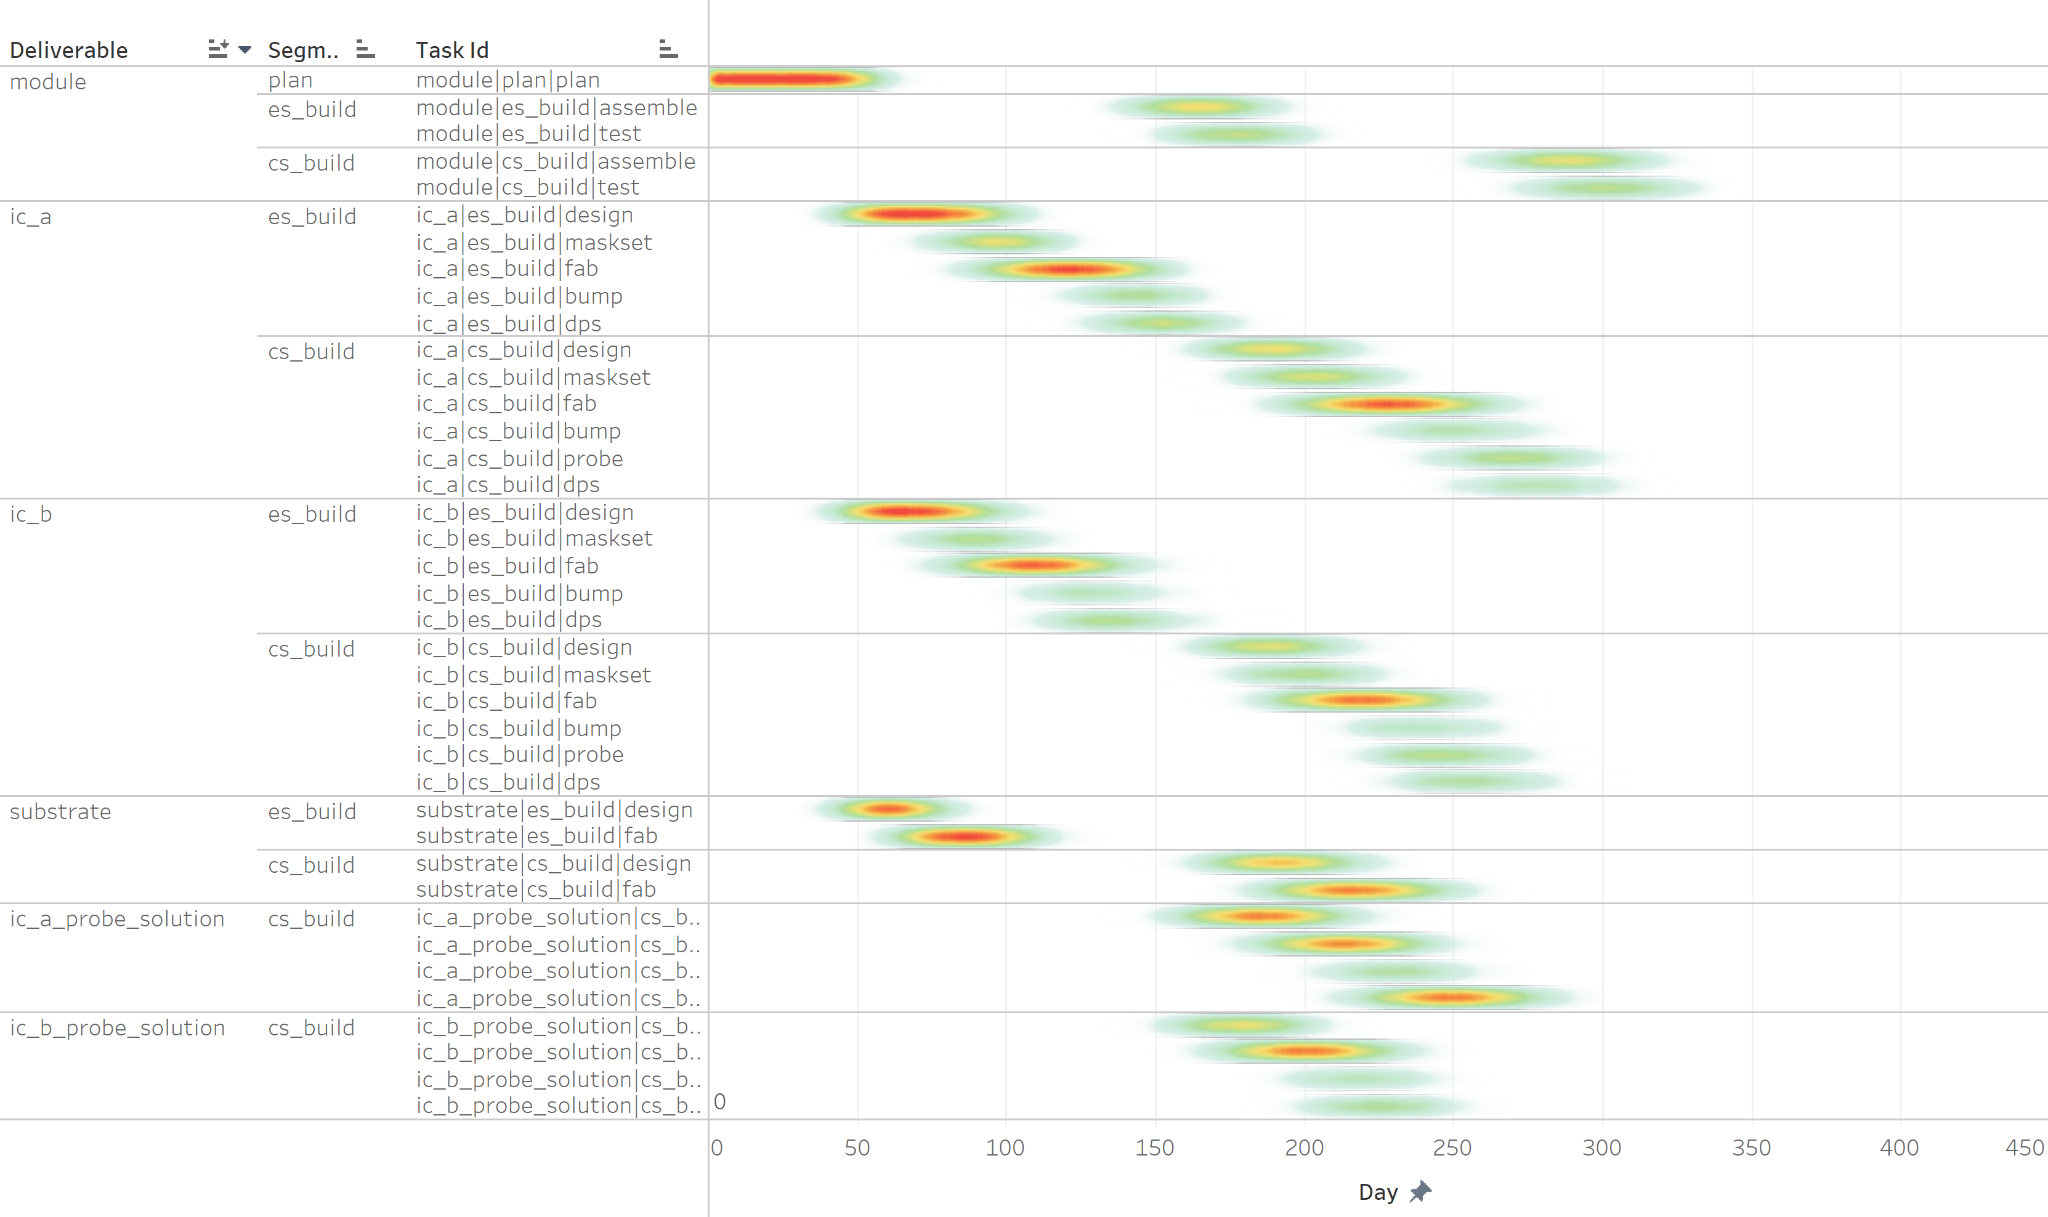 Deliverable Segm.. Task Id
module plan module|plan|plan
es_build module|es_build|assemble
module|es_build|test
cs_build module|cs_build|assemble
module|cs_build|test
ic_a es_build ic_a|es_build|design
ic_a|es_build|maskset
ic_a|es_build|fab
ic_a|es_build|bump
ic_a|es_build|dps
cs_build ic_a|cs_build|design
ic_a|cs_build|maskset
ic_a|cs_build|fab
ic_a|cs_build|bump
ic_a|cs_build|probe
ic_a|cs_build|dps
ic_b es_build ic_b|es_build|design
ic_b|es_build|maskset
ic_b|es_build|fab
ic_b|es_build|bump
ic_b|es_build|dps
cs_build ic_b|cs_build|design
ic_b|cs_build|maskset
ic_b|cs_build|fab
ic_b|cs_build|bump
ic_b|cs_build|probe
ic_b|cs_build|dps
substrate es_build substrate|es_build|design
substrate|es_build|fab
cs_build substrate|cs_build|design
substrate|cs_build|fab
ic_a_probe_solution cs_build ic_a_probe_solution|cs_b..
ic_a_probe_solution|cs_b..
ic_a_probe_solution|cs_b..
ic_a_probe_solution|cs_b..
ic_b_probe_solution cs_build ic_b_probe_solution|cs_b..
ic_b_probe_solution|cs_b..
ic_b_probe_solution|cs_b..
ic_b_probe_solution|cs_b.. 0
0 50 100 150 200 250 300 350 400 450
Day